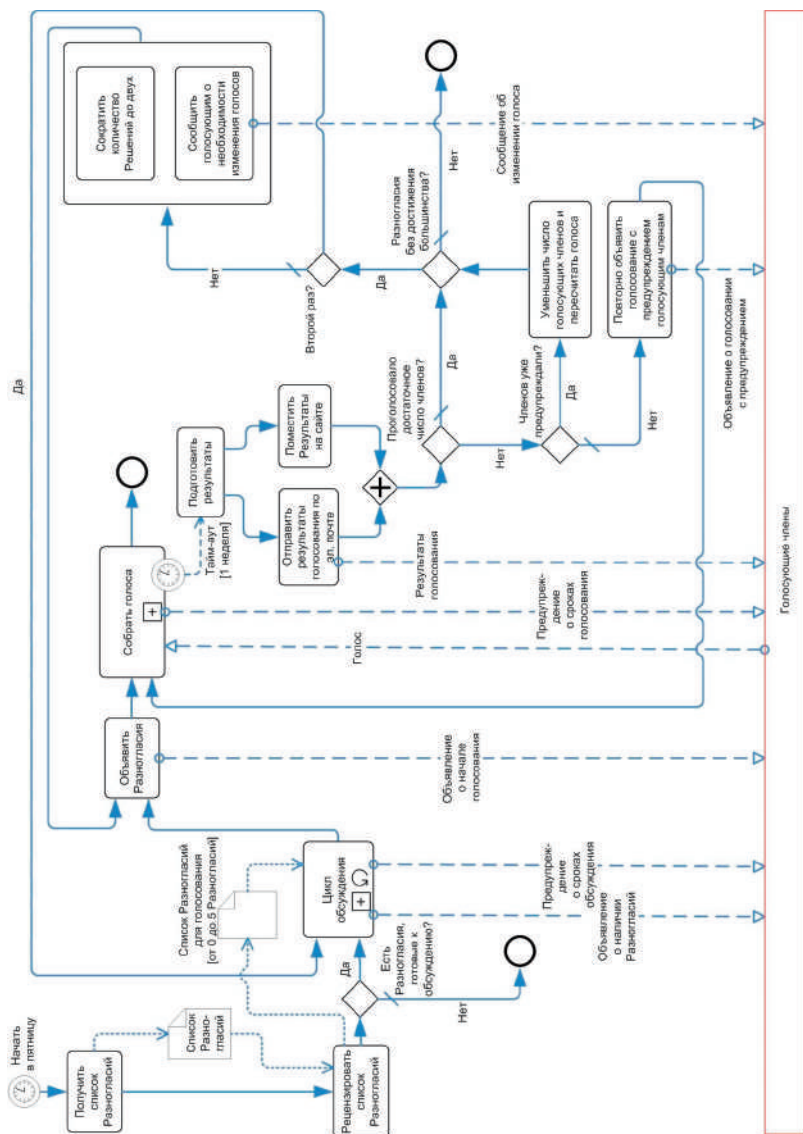 Начать
в пятницу
Получить
список
Разногласий
Список
Разно-
гласий
Рецензировать
список
Разногласий
Список Разногласий
для голосования
[от 0 до 5 Разногласий]
Есть
Разногласия,
готовые к
обсуждению?
Да
Нет
Цикл
обсуждения
Объявление
о наличии
Разногласий
Предупреж-
дение
о сроках
обсуждения
Объявить
Разногласия
Объявление
о начале
голосования
Собрать голоса
Голос
Предупреж-
дение
о сроках
голосования
Тайм-аут
[1 неделя]
Подготовить
результаты
Отправить
результаты
голосования по
эл. почте
Поместить
Результаты
на сайте
Результаты
голосования
Проголосовало
достаточное
число членов?
Да
Нет
Членов уже
предупреждали?
Да
Нет
Уменьшить число
голосующих членов и
пересчитать голоса
Повторно объявить
голосование с
предупреждением
голосующим членам
Объявление о голосовании
с предупреждением
Разногласия
без достижения
большинства?
Да
Нет
Второй раз?
Нет
Да
Сократить
количество
Решений до двух
Сообщить
голосующим о
необходимости
изменения голосов
Сообщение об
изменении голоса
Голосующие члены